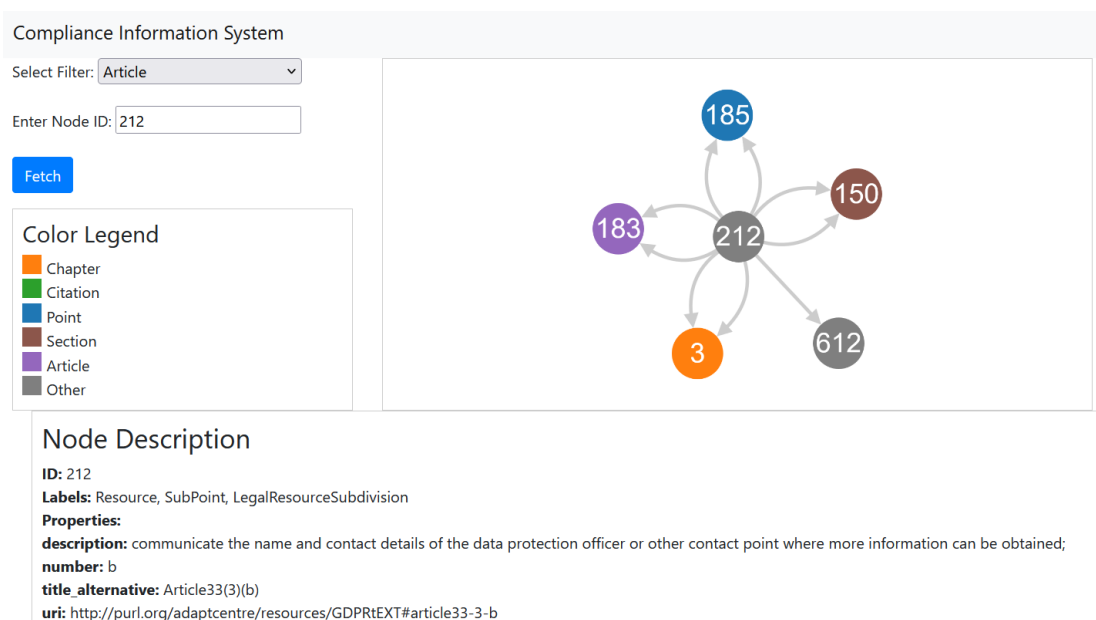 Compliance Information System
Select Filter: Article
Enter Node ID: 212
Fetch
Color Legend
Chapter
Citation
Point
Section
Article
Other
185
150
183
212
3
612
Node Description
ID: 212
Labels: Resource, SubPoint, LegalResourceSubdivision
Properties:
description: communicate the name and contact details of the data protection officer or other contact point where more information can be obtained;
number: b
title_alternative: Article33(3)(b)
uri: http://purl.org/adaptcentre/resources/GDPRtEXT#article33-3-b